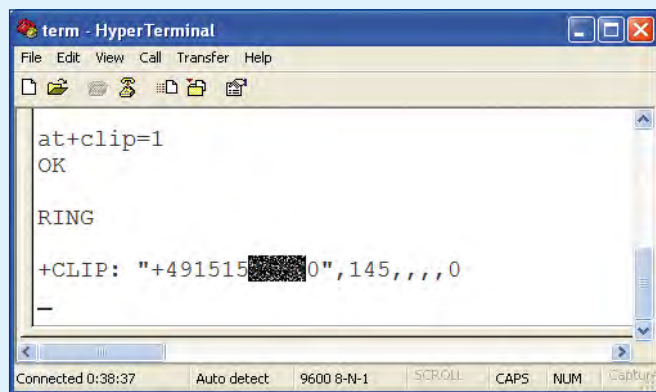 term - HyperTerminal
File Edit View Call Transfer Help
at+clip=1
OK
RING
+CLIP: "+491515 0",145,,,,0
Connected 0:38:37 Auto detect 9600 8-N-1 SCROLL CAPS NUM Capture